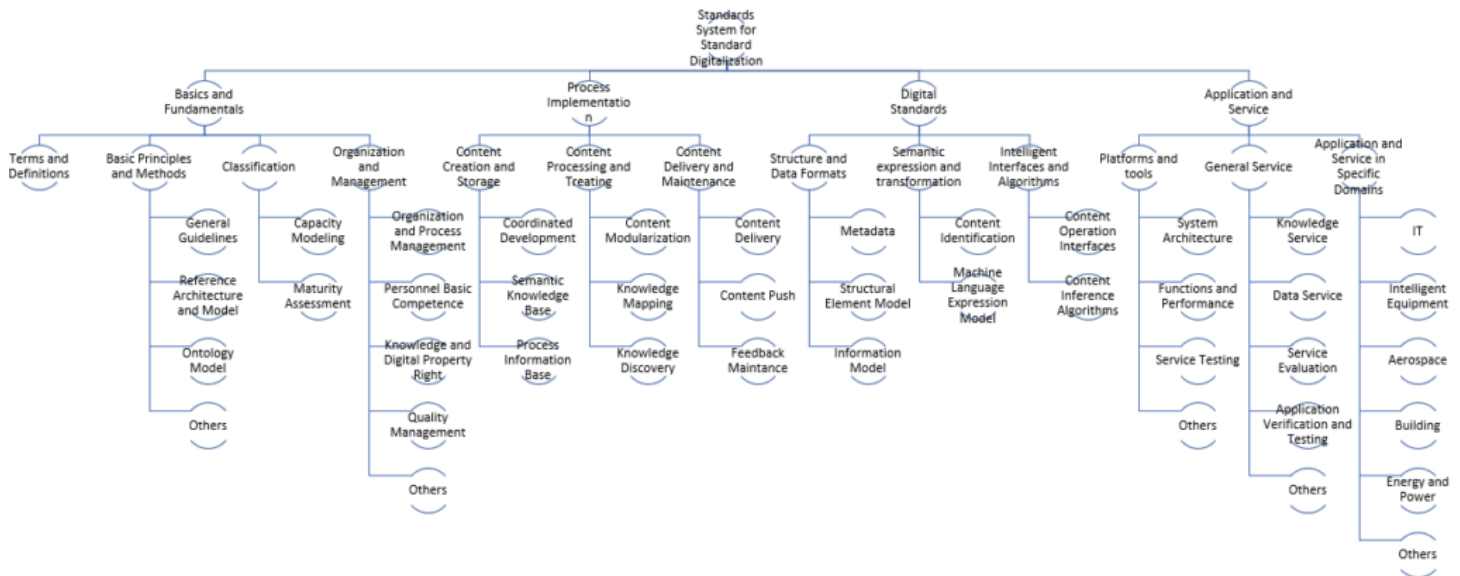 Standards
System for
Standard
Digitalization
Basics and
Fundamentals
Process
Implementatio
n
Digital
Standards
Application and
Service
Terms and
Definitions
Basic Principles
and Methods
Classification
Organization
and
Management
Content
Creation and
Storage
Content
Processing and
Treating
Content
Delivery and
Maintenance
Structure and
Data Formats
Semantic
expression and
transformation
Intelligent
Interfaces and
Algorithms
Platforms and
tools
General Service
Application and
Service in
Specific
Domains
General
Guidelines
Reference
Architecture
and Model
Ontology
Model
Others
Capacity
Modeling
Maturity
Assessment
Organization
and Process
Management
Personnel Basic
Competence
Knowledge and
Digital Property
Right
Quality
Management
Others
Coordinated
Development
Semantic
Knowledge
Base
Process
Information
Base
Content
Modularization
Knowledge
Mapping
Knowledge
Discovery
Content
Delivery
Content Push
Feedback
Maintance
Metadata
Structural
Element Model
Information
Model
Content
Identification
Machine
Language
Expression
Model
Content
Operation
Interfaces
Content
Inference
Algorithms
System
Architecture
Functions and
Performance
Service Testing
Others
Knowledge
Service
Data Service
Service
Evaluation
Application
Verification and
Testing
Others
IT
Intelligent
Equipment
Aerospace
Building
Energy and
Power
Others